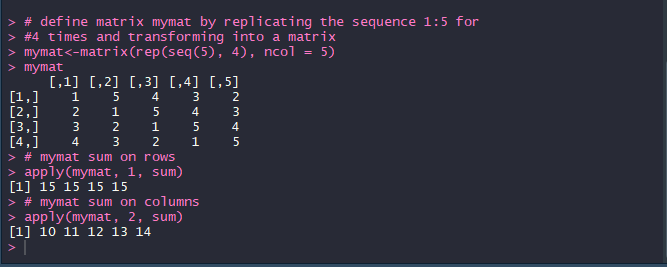 > # define matrix mymat by replicating the sequence 1:5 for
> #4 times and transforming into a matrix
> mymat<-matrix(rep(seq(5), 4), ncol = 5)
> mymat
     [,1] [,2] [,3] [,4] [,5]
[1,]    1    5    4    3    2
[2,]    2    1    5    4    3
[3,]    3    2    1    5    4
[4,]    4    3    2    1    5
> # mymat sum on rows
> apply(mymat, 1, sum)
[1] 15 15 15 15
> # mymat sum on columns
> apply(mymat, 2, sum)
[1] 10 11 12 13 14
>